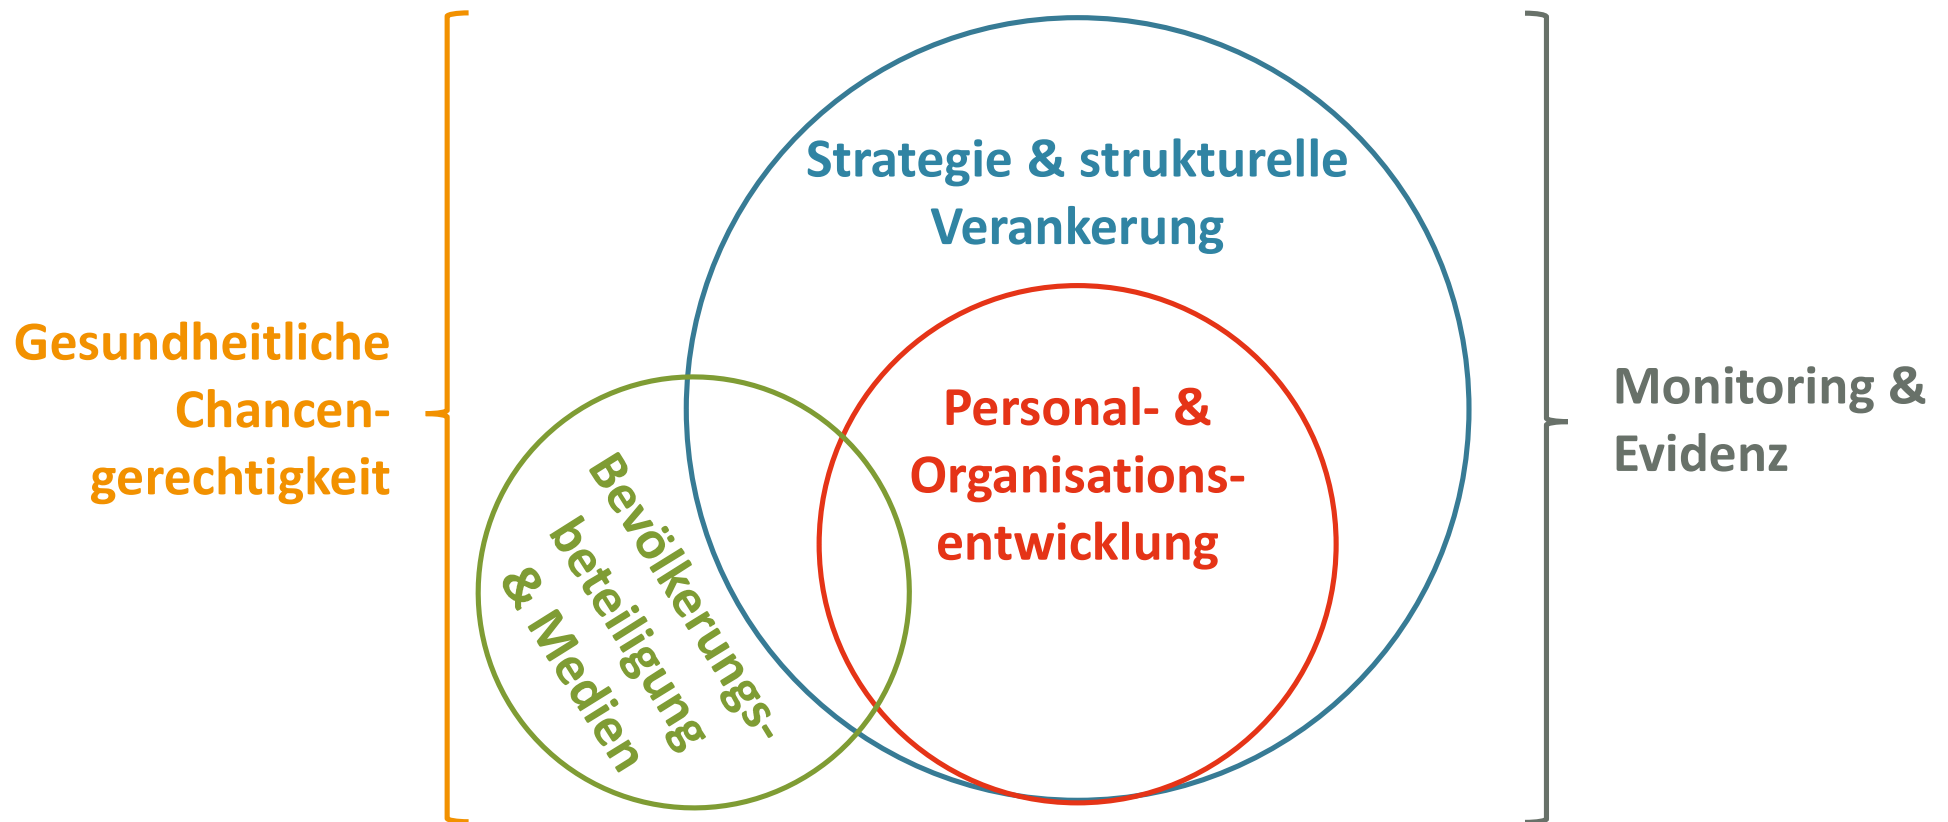 Gesundheitliche
Chancen-
gerechtigkeit
Strategie & strukturelle
Verankerung
Personal- &
Organisations-
entwicklung
Bevölkerungs-
beteiligung
& Medien
Monitoring &
Evidenz